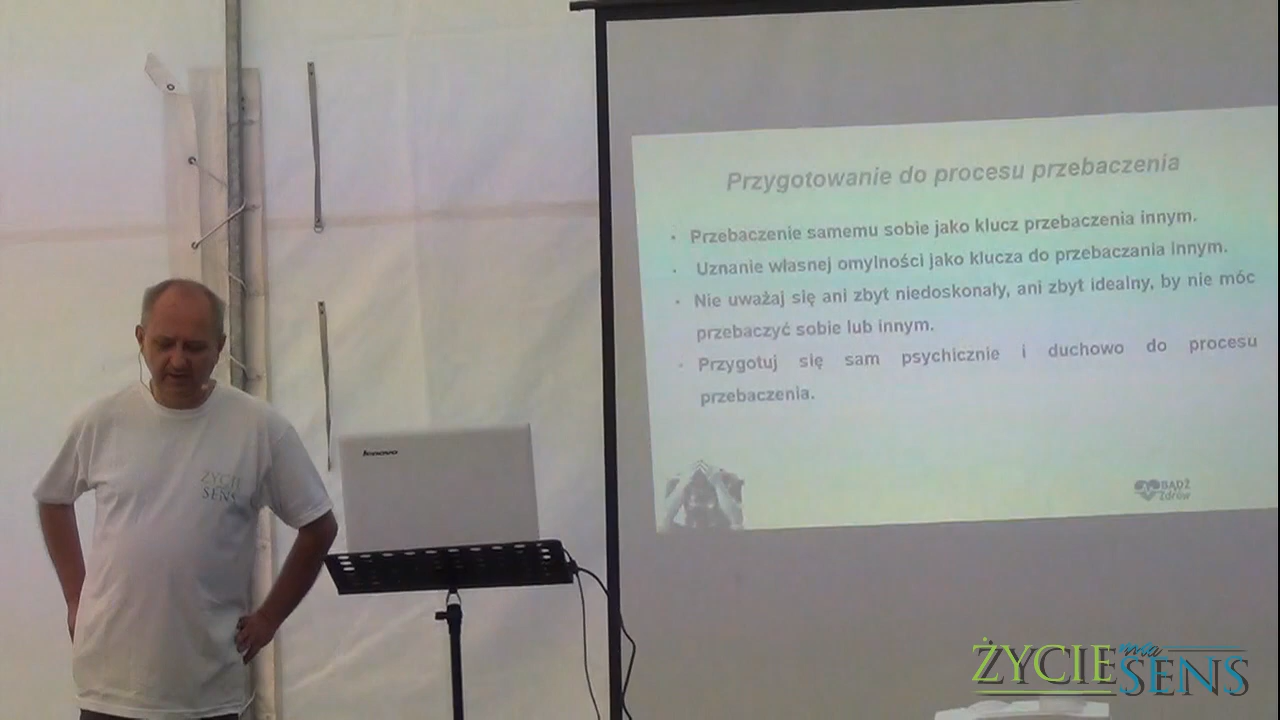 Przygotowanie do procesu przebaczenia
• Przebaczenie samemu sobie jako klucz przebaczenia innym.
• Uznanie własnej omylności jako klucza do przebaczania innym.
• Nie uważaj się ani zbyt niedoskonały, ani zbyt idealny, by nie móc
przebaczyć sobie lub innym.
• Przygotuj się sam psychicznie i duchowo do procesu
przebaczenia.
BĄDŹ
Zdrów
lenovo
ŻYCIE
SENS
ŻYCIE ma SENS